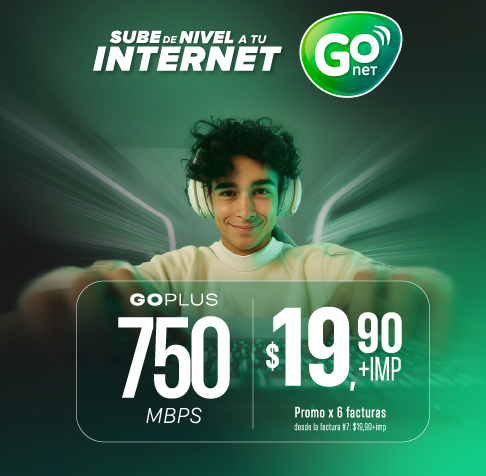 SUBE DE NIVEL A TU
INTERNET
GO
net
GOPLUS
750
MBPS
$19,90
+IMP
Promo x 6 facturas
desde la factura #7: $19,90+imp